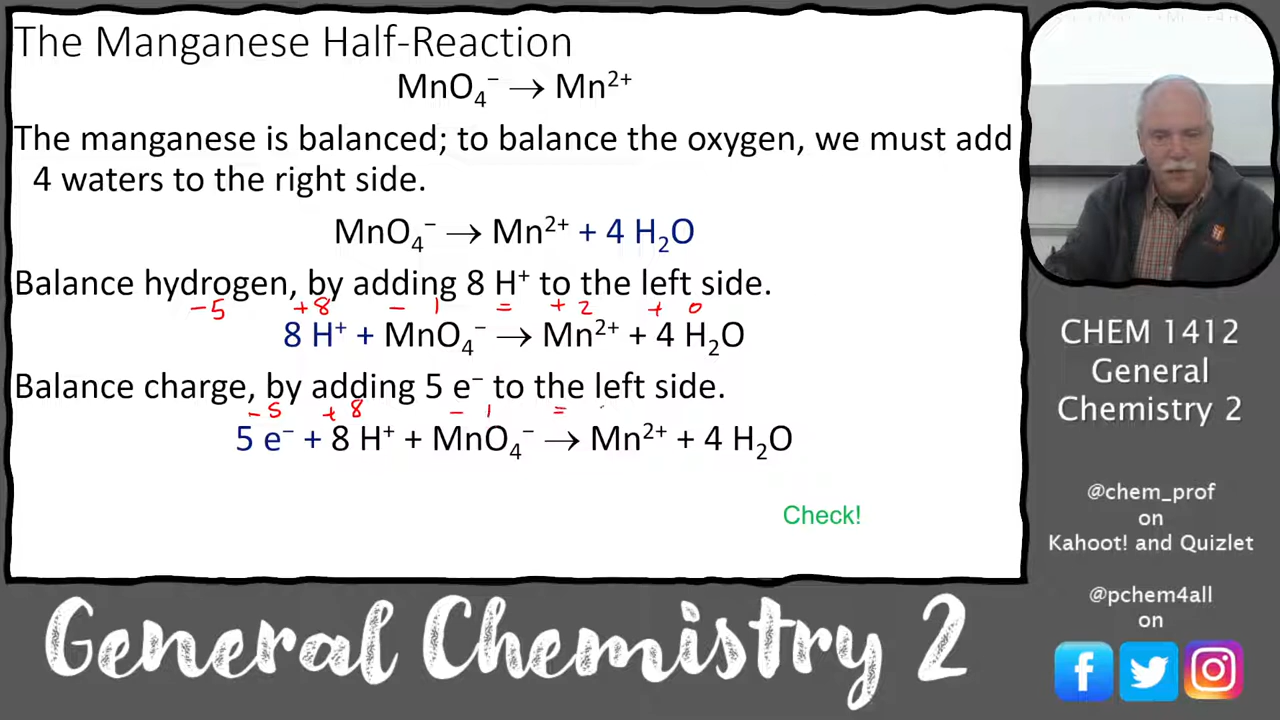 The Manganese Half-Reaction
MnO₄⁻ → Mn²⁺
The manganese is balanced; to balance the oxygen, we must add
4 waters to the right side.
MnO₄⁻ → Mn²⁺ + 4 H₂O
Balance hydrogen, by adding 8 H⁺ to the left side.
−5 +8 − 1 = + 2 + 0
8 H⁺ + MnO₄⁻ → Mn²⁺ + 4 H₂O
Balance charge, by adding 5 e⁻ to the left side.
−5 + 8 − 1 =
5 e⁻ + 8 H⁺ + MnO₄⁻ → Mn²⁺ + 4 H₂O
Check!
General Chemistry 2
CHEM 1412
General
Chemistry 2
@chem_prof
on
Kahoot! and Quizlet
@pchem4all
on